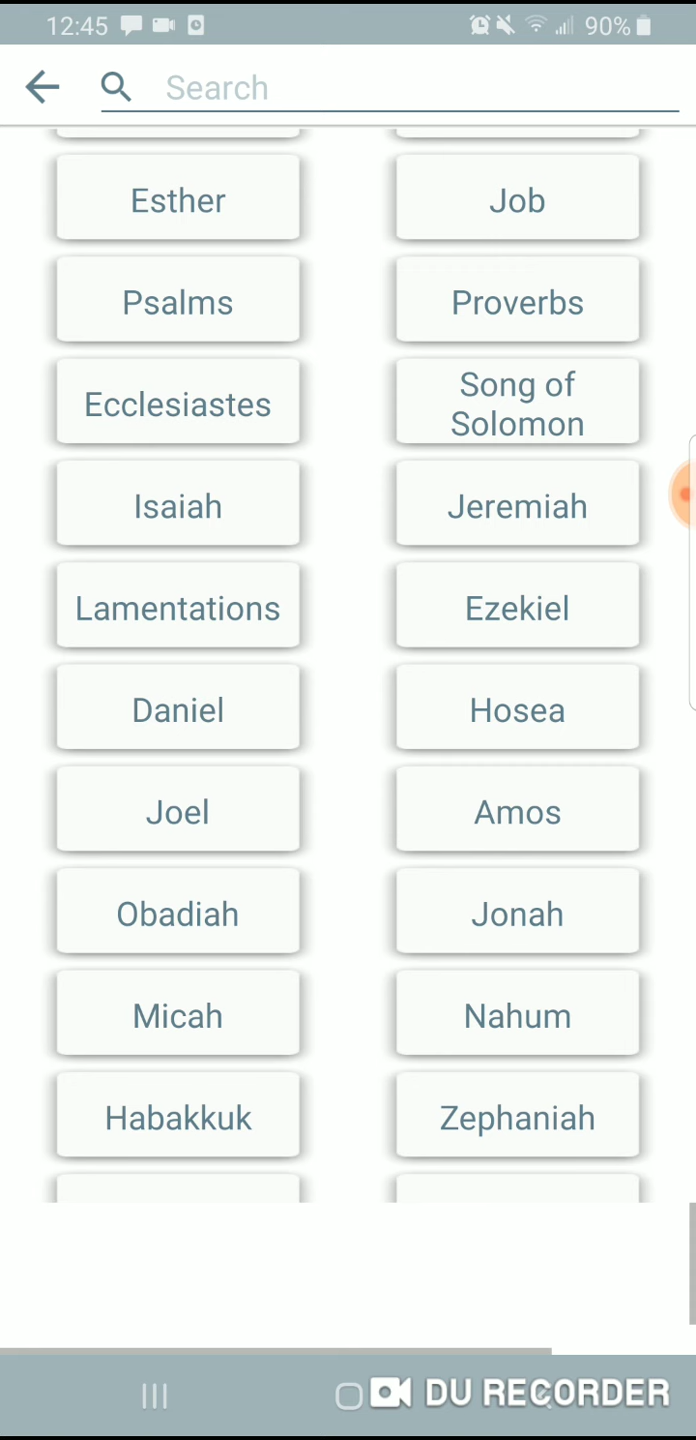 12:45 90%
Search
Esther Job
Psalms Proverbs
Ecclesiastes Song of
Solomon
Isaiah Jeremiah
Lamentations Ezekiel
Daniel Hosea
Joel Amos
Obadiah Jonah
Micah Nahum
Habakkuk Zephaniah
DU RECORDER